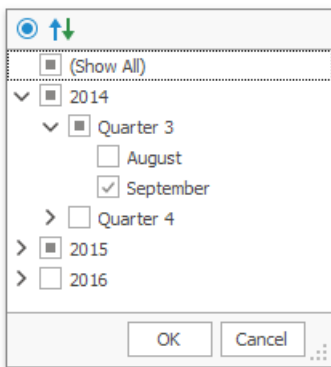 (Show All)
2014
Quarter 3
August
September
Quarter 4
2015
2016
OK Cancel